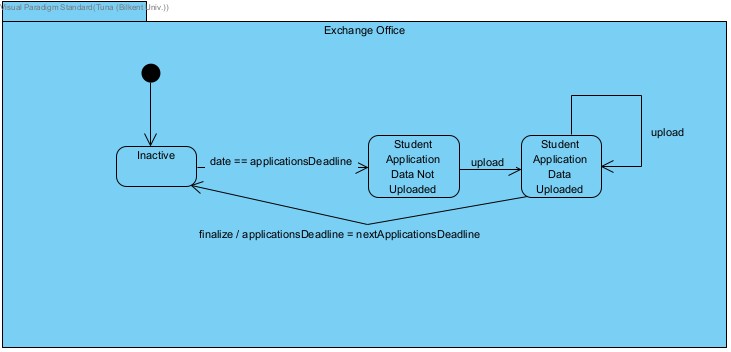 Visual Paradigm Standard(Tuna (Bilkent Univ.))
Exchange Office
Inactive
date == applicationsDeadline
Student
Application
Data Not
Uploaded
upload
Student
Application
Data
Uploaded
upload
finalize / applicationsDeadline = nextApplicationsDeadline